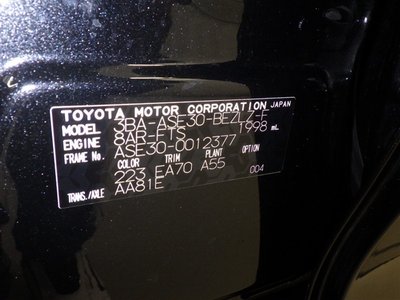 TOYOTA MOTOR CORPORATION JAPAN
MODEL 3BA-ASE30-BEZLZ-F
ENGINE 8AR-FTS 1998 mL
FRAME No. ASE30-0012377
COLOR TRIM PLANT OPTION
223 EA70 A55 004
TRANS./AXLE AA81E